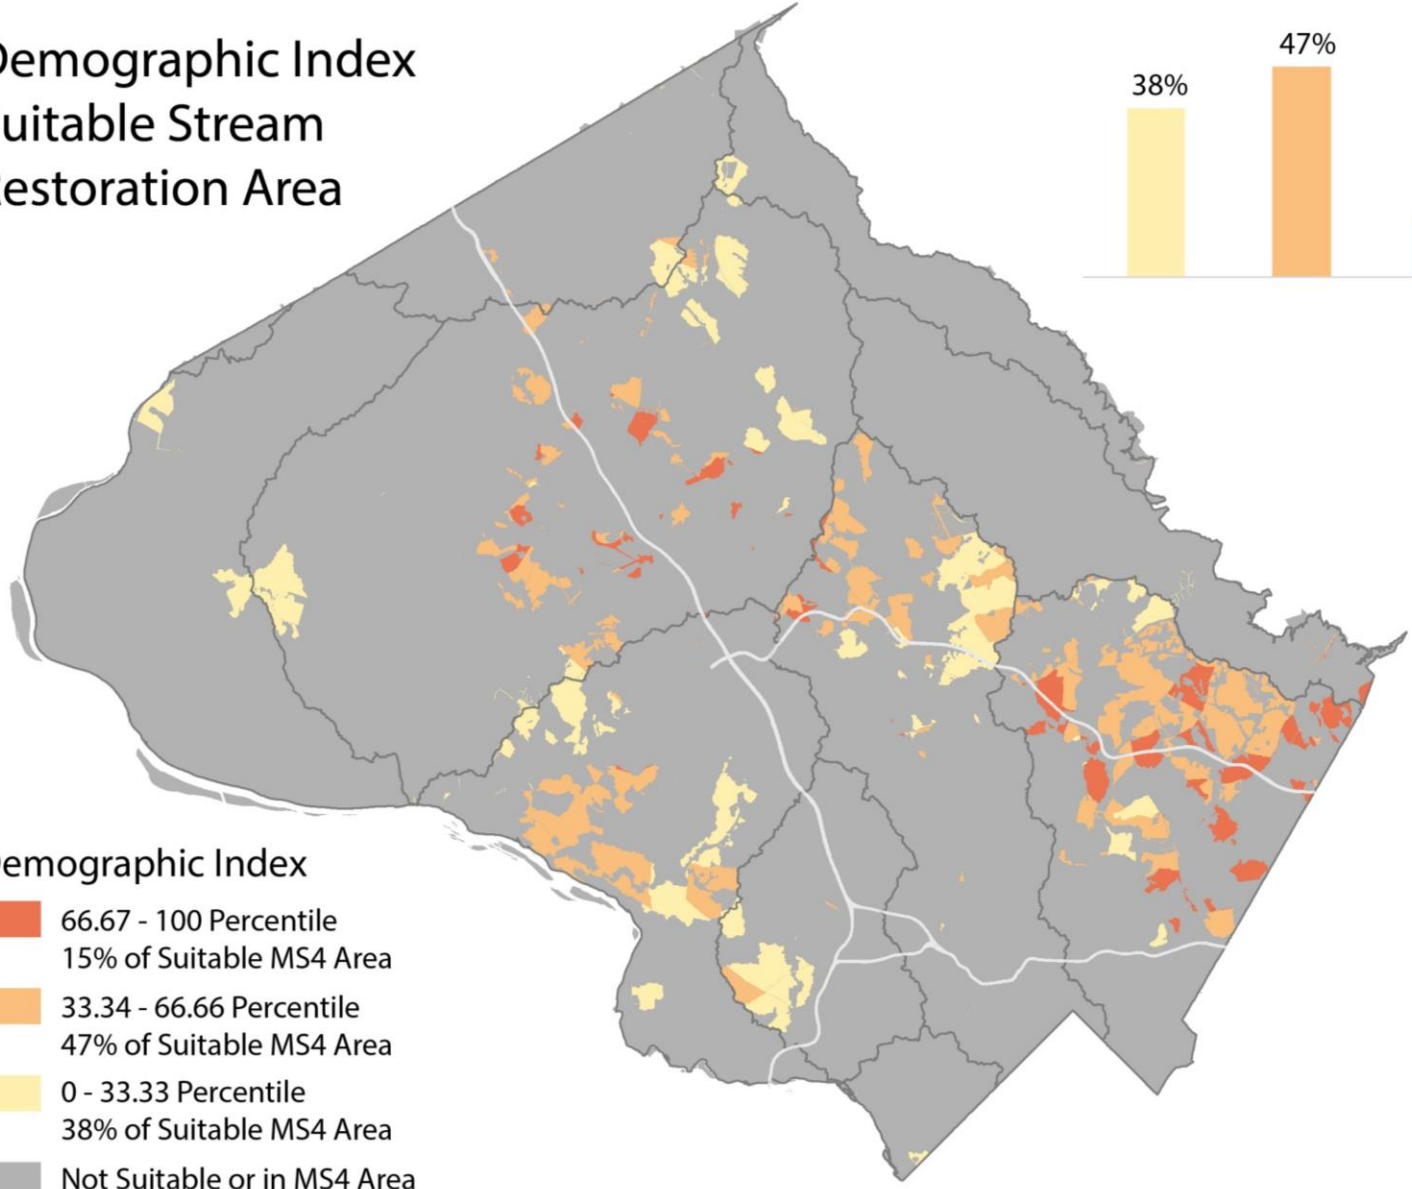 Demographic Index
uitable Stream
estoration Area
38%
47%
emographic Index
66.67 - 100 Percentile
15% of Suitable MS4 Area
33.34 - 66.66 Percentile
47% of Suitable MS4 Area
0 - 33.33 Percentile
38% of Suitable MS4 Area
Not Suitable or in MS4 Area